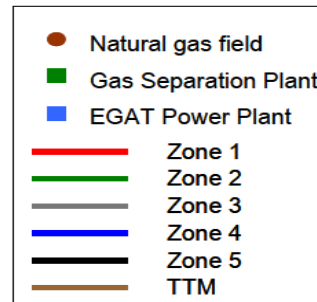 Natural gas field
Gas Separation Plant
EGAT Power Plant
Zone 1
Zone 2
Zone 3
Zone 4
Zone 5
TTM